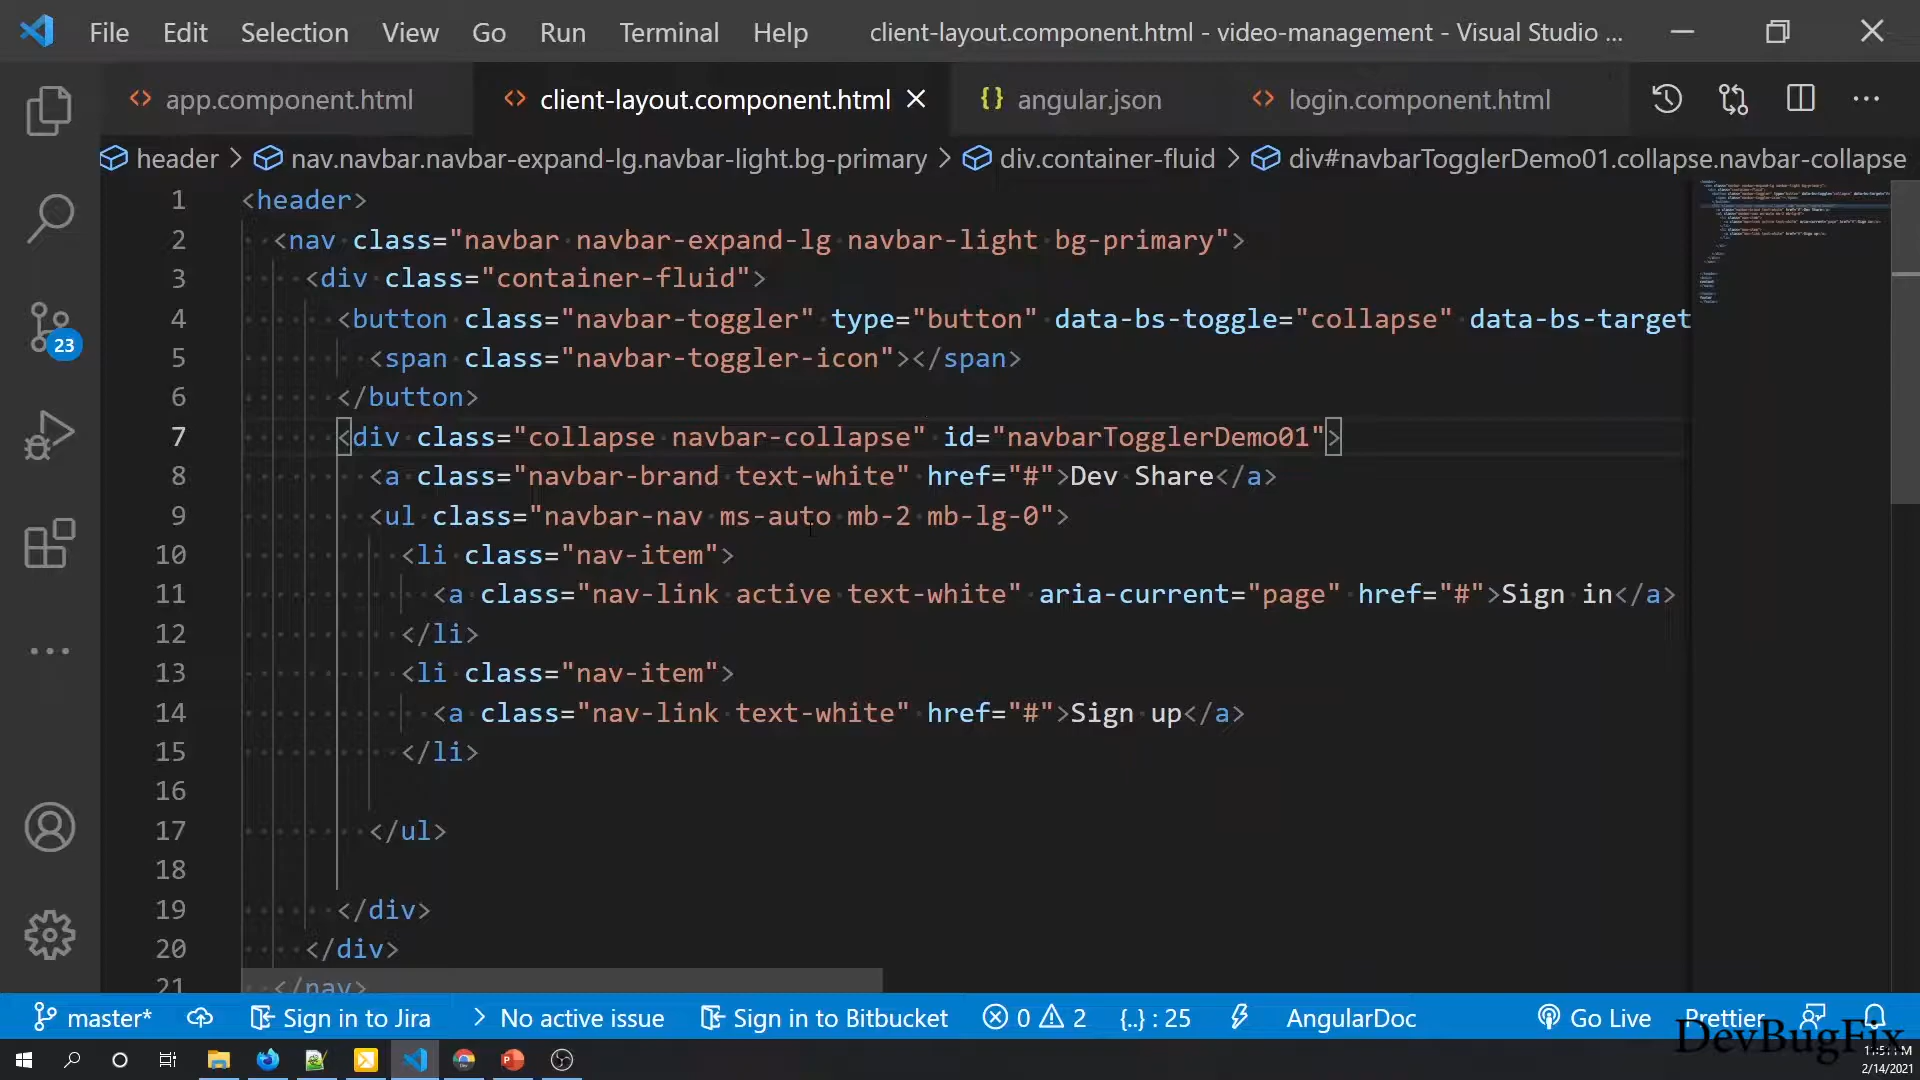 File Edit Selection View Go Run Terminal Help client-layout.component.html - video-management - Visual Studio ...
app.component.html client-layout.component.html angular.json login.component.html
header > nav.navbar.navbar-expand-lg.navbar-light.bg-primary > div.container-fluid > div#navbarTogglerDemo01.collapse.navbar-collapse
1 <header>
2 <nav class="navbar navbar-expand-lg navbar-light bg-primary">
3 <div class="container-fluid">
4 <button class="navbar-toggler" type="button" data-bs-toggle="collapse" data-bs-target
5 <span class="navbar-toggler-icon"></span>
6 </button>
7 <div class="collapse navbar-collapse" id="navbarTogglerDemo01">
8 <a class="navbar-brand text-white" href="#">Dev Share</a>
9 <ul class="navbar-nav ms-auto mb-2 mb-lg-0">
10 <li class="nav-item">
11 <a class="nav-link active text-white" aria-current="page" href="#">Sign in</a>
12 </li>
13 <li class="nav-item">
14 <a class="nav-link text-white" href="#">Sign up</a>
15 </li>
16
17 </ul>
18
19 </div>
20 </div>
21 </nav>
23
master* Sign in to Jira > No active issue Sign in to Bitbucket 0 2 {..} : 25 AngularDoc Go Live Prettier
DevBugFix
2/14/2021